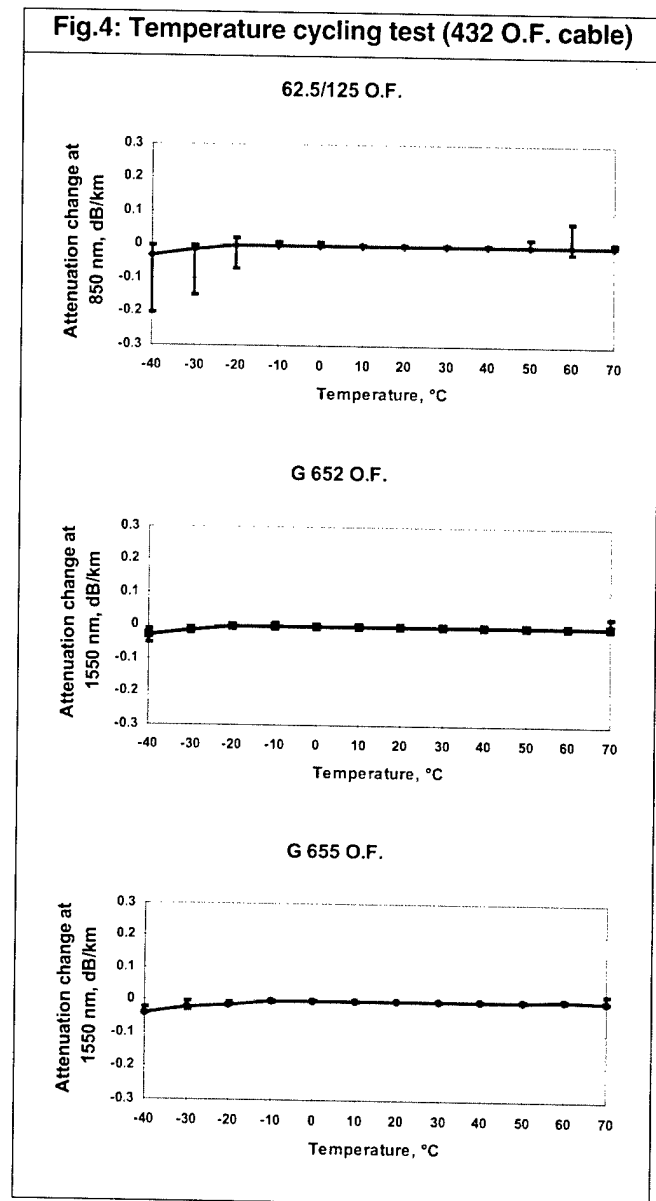 Fig.4: Temperature cycling test (432 O.F. cable)
62.5/125 O.F.
Attenuation change at
850 nm, dB/km
0.3
0.2
0.1
0
-0.1
-0.2
-0.3
-40 -30 -20 -10 0 10 20 30 40 50 60 70
Temperature, °C
G 652 O.F.
Attenuation change at
1550 nm, dB/km
0.3
0.2
0.1
0
-0.1
-0.2
-0.3
-40 -30 -20 -10 0 10 20 30 40 50 60 70
Temperature, °C
G 655 O.F.
Attenuation change at
1550 nm, dB/km
0.3
0.2
0.1
0
-0.1
-0.2
-0.3
-40 -30 -20 -10 0 10 20 30 40 50 60 70
Temperature, °C